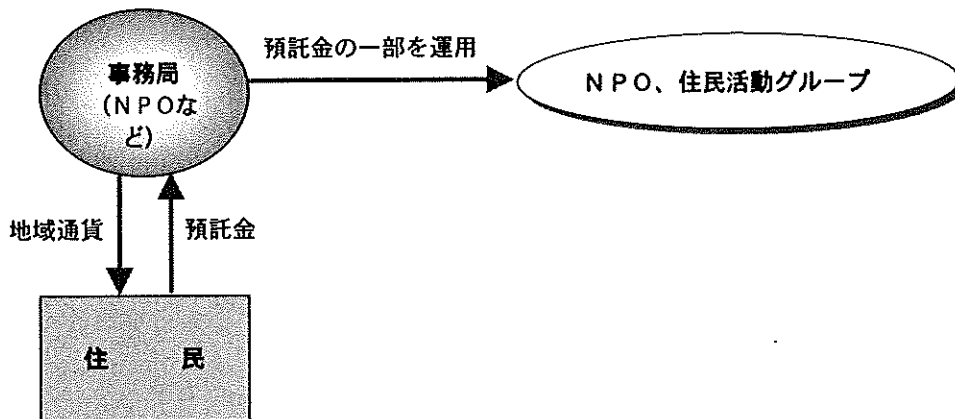 預託金の一部を運用
事務局
（ＮＰＯな
ど）
ＮＰＯ、住民活動グループ
地域通貨
預託金
住　民